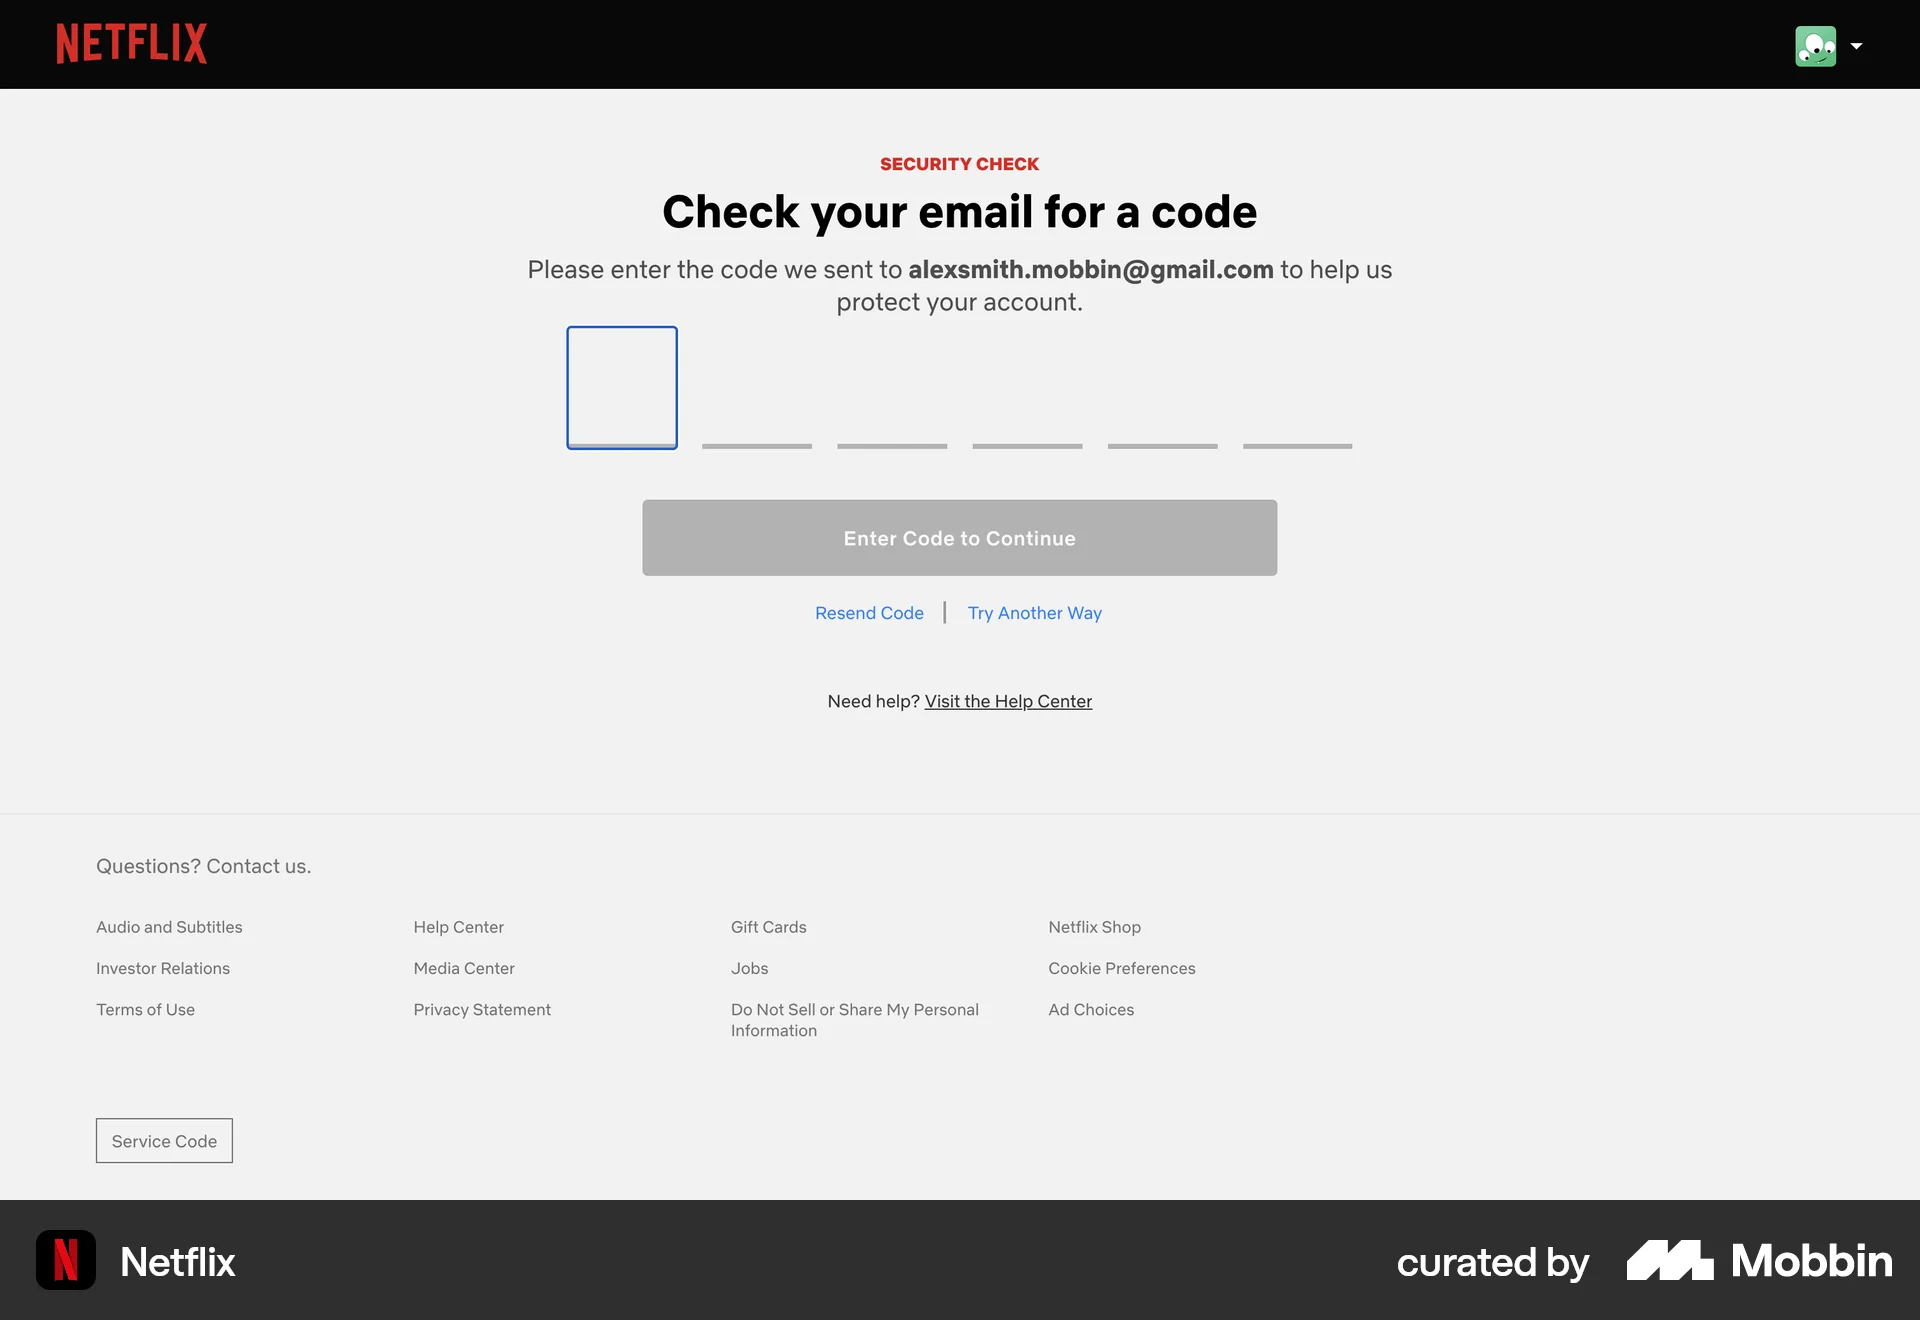 NETFLIX
SECURITY CHECK
Check your email for a code
Please enter the code we sent to alexsmith.mobbin@gmail.com to help us
protect your account.
Enter Code to Continue
Resend Code | Try Another Way
Need help? Visit the Help Center
Questions? Contact us.
Audio and Subtitles
Help Center
Gift Cards
Netflix Shop
Investor Relations
Media Center
Jobs
Cookie Preferences
Terms of Use
Privacy Statement
Do Not Sell or Share My Personal
Information
Ad Choices
Service Code
N
Netflix
curated by
Mobbin